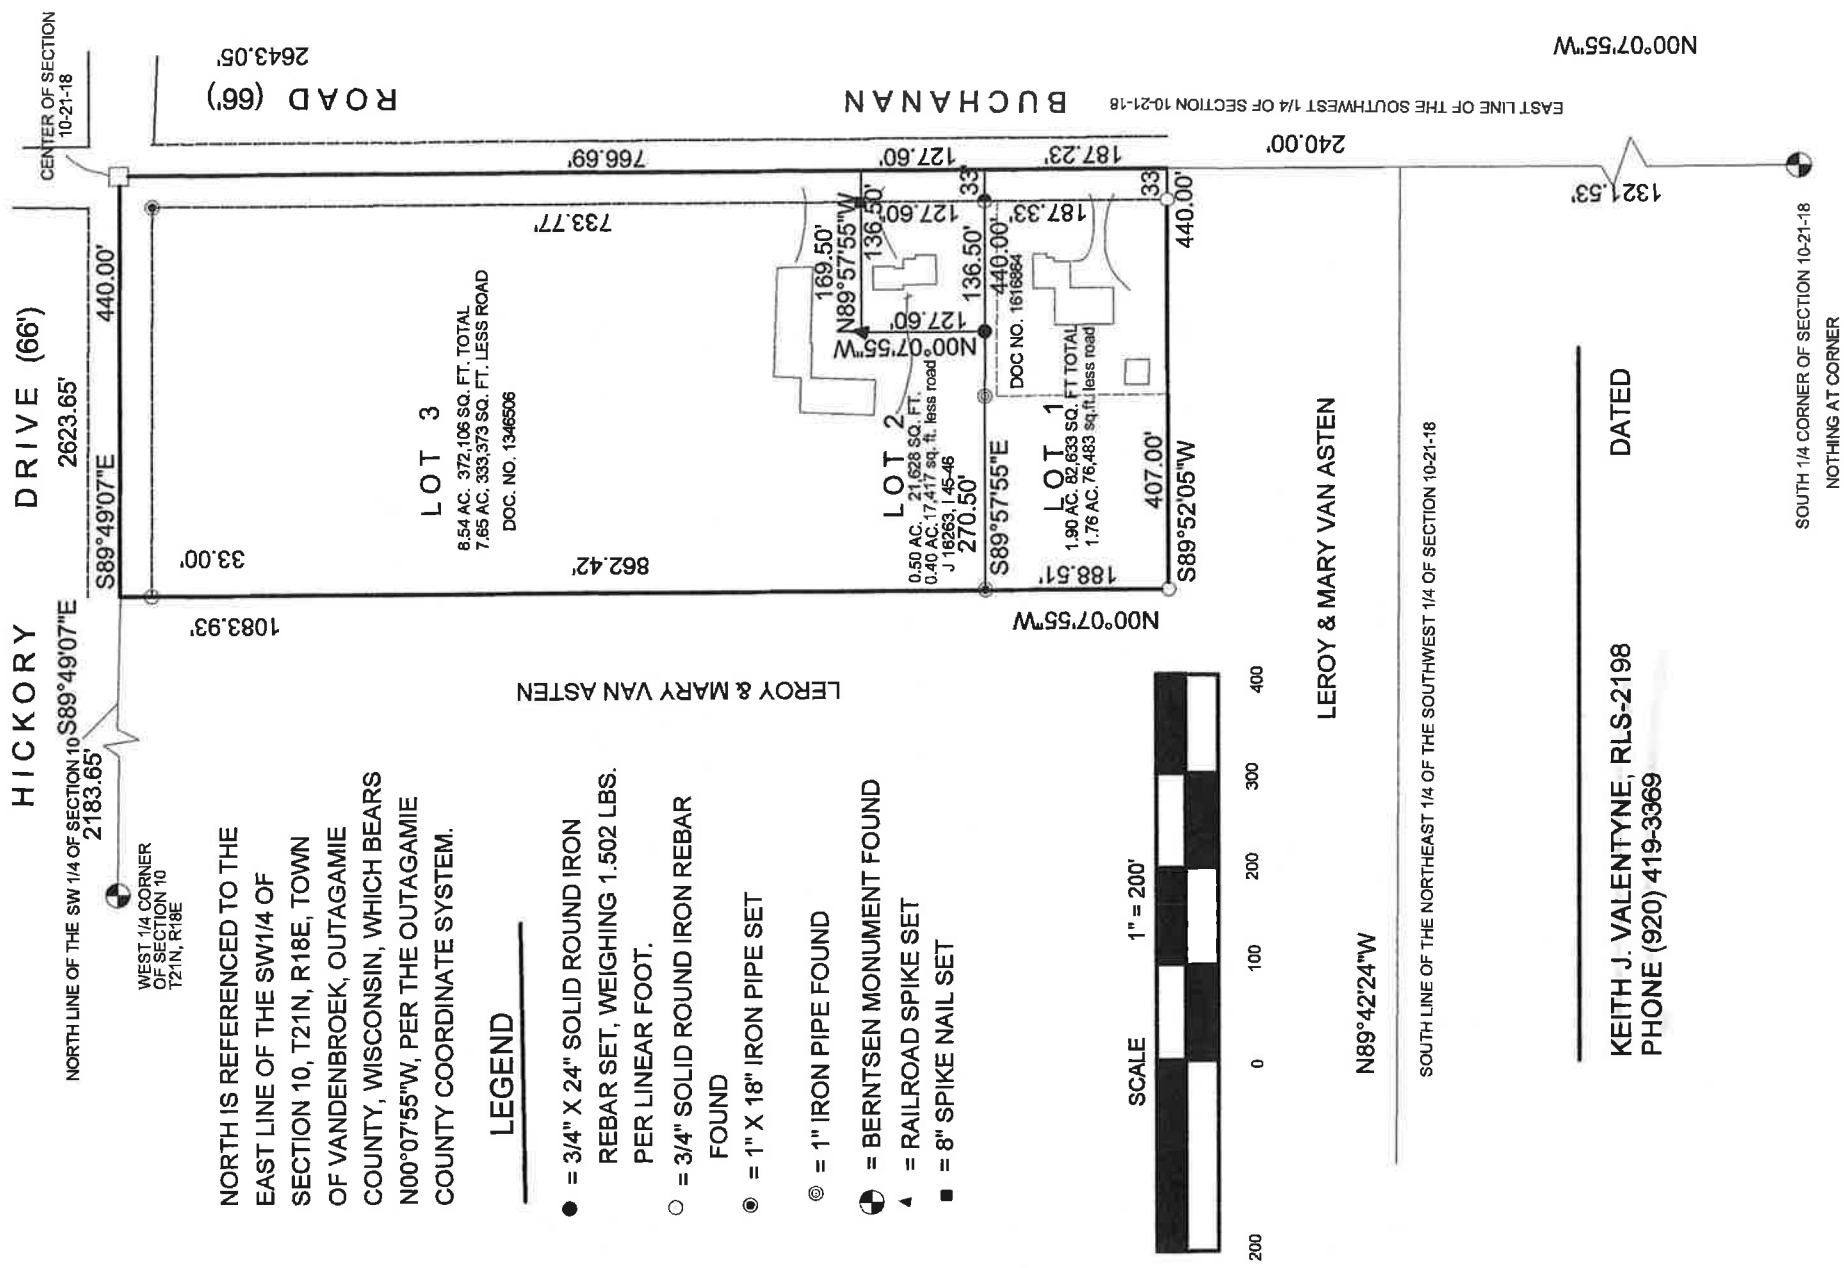 HICKORY DRIVE (66')
NORTH LINE OF THE SW 1/4 OF SECTION 10
S89°49'07"E
2623.65'
2183.65'
S89°49'07"E
440.00'
CENTER OF SECTION
10-21-18
WEST 1/4 CORNER
OF SECTION 10
T21N, R18E
BUCHANAN ROAD (66')
2643.05'
EAST LINE OF THE SOUTHWEST 1/4 OF SECTION 10-21-18
N00°07'55"W
766.69'
127.60'
187.23'
240.00'
1321.53'
33.00'
733.77'
862.42'
1083.93'
LOT 3
8.54 AC. 372,106 SQ. FT. TOTAL
7.65 AC. 333,373 SQ. FT. LESS ROAD
DOC. NO. 1346506
169.50'
N89°57'55"W
136.50'
127.60'
33'
127.60'
N00°07'55"W
136.50'
LOT 2
0.50 AC. 21,628 SQ. FT.
0.40 AC. 17,417 sq. ft. less road
J 16263, I 45-46
270.50'
S89°57'55"E
440.00'
187.33'
DOC NO. 1616864
LOT 1
1.90 AC. 82,633 SQ. FT TOTAL
1.76 AC. 76,483 sq.ft. less road
188.51'
N00°07'55"W
407.00'
33'
S89°52'05"W
440.00'
LEROY & MARY VAN ASTEN
LEROY & MARY VAN ASTEN
N89°42'24"W
SOUTH LINE OF THE NORTHEAST 1/4 OF THE SOUTHWEST 1/4 OF SECTION 10-21-18
SOUTH 1/4 CORNER OF SECTION 10-21-18
NOTHING AT CORNER
NORTH IS REFERENCED TO THE
EAST LINE OF THE SW1/4 OF
SECTION 10, T21N, R18E, TOWN
OF VANDENBROEK, OUTAGAMIE
COUNTY, WISCONSIN, WHICH BEARS
N00°07'55"W, PER THE OUTAGAMIE
COUNTY COORDINATE SYSTEM.
LEGEND
= 3/4" X 24" SOLID ROUND IRON
REBAR SET, WEIGHING 1.502 LBS.
PER LINEAR FOOT.
= 3/4" SOLID ROUND IRON REBAR
FOUND
= 1" X 18" IRON PIPE SET
= 1" IRON PIPE FOUND
= BERNTSEN MONUMENT FOUND
= RAILROAD SPIKE SET
= 8" SPIKE NAIL SET
SCALE 1" = 200'
200 0 100 200 300 400
KEITH J. VALENTYNE, RLS-2198 DATED
PHONE (920) 419-3369